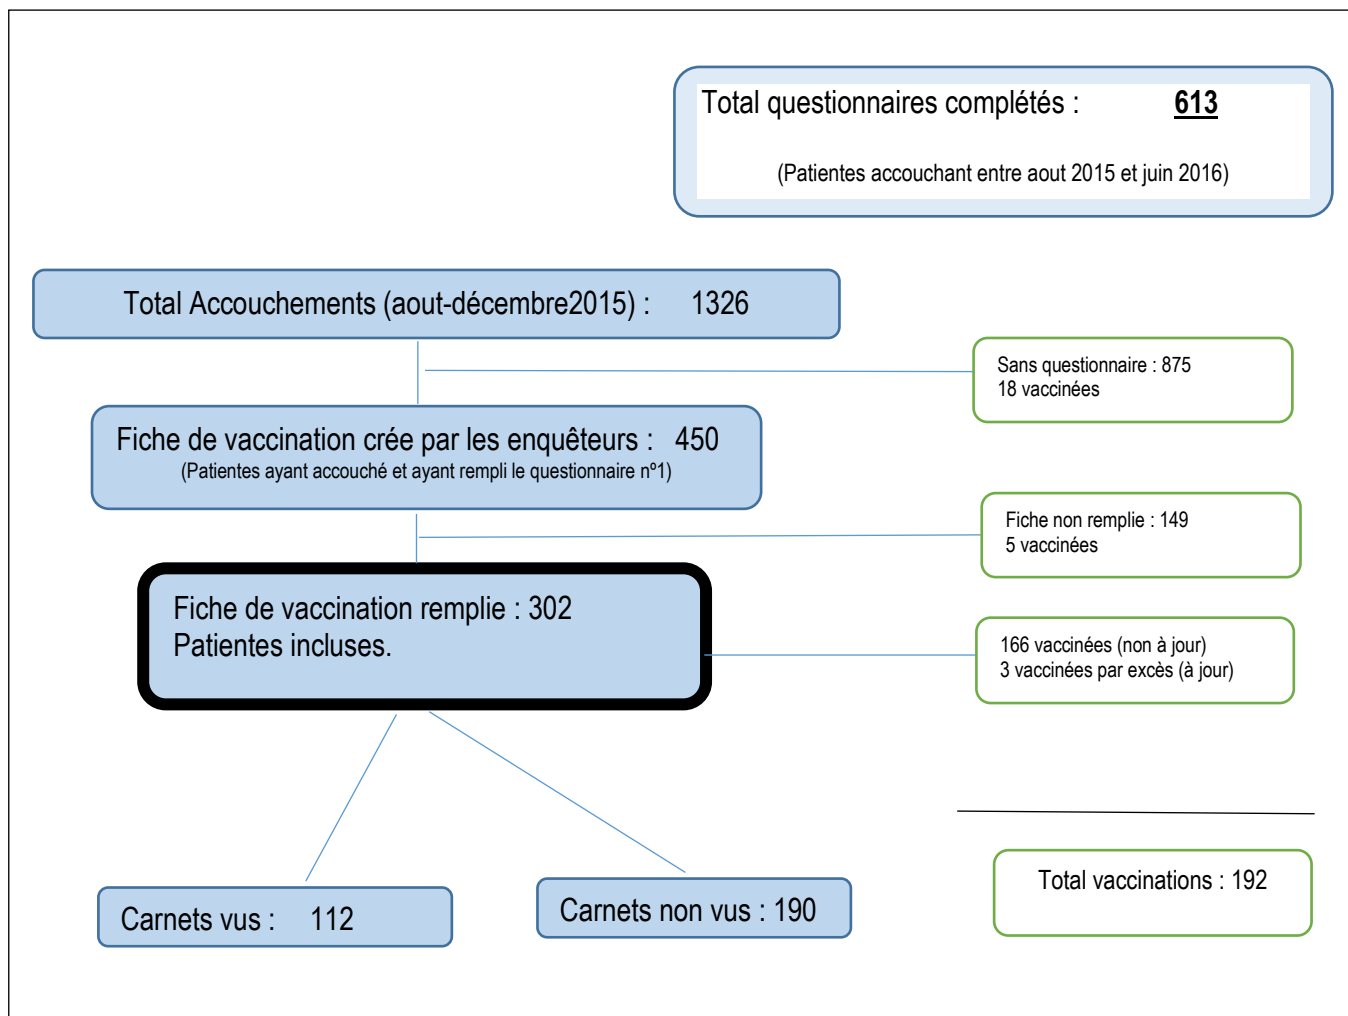 Total questionnaires complétés : 613
(Patientes accouchant entre aout 2015 et juin 2016)
Total Accouchements (aout-décembre2015) : 1326
Sans questionnaire : 875
18 vaccinées
Fiche de vaccination crée par les enquêteurs : 450
(Patientes ayant accouché et ayant rempli le questionnaire nº1)
Fiche non remplie : 149
5 vaccinées
Fiche de vaccination remplie : 302
Patientes incluses.
166 vaccinées (non à jour)
3 vaccinées par excès (à jour)
Carnets vus : 112
Carnets non vus : 190
Total vaccinations : 192